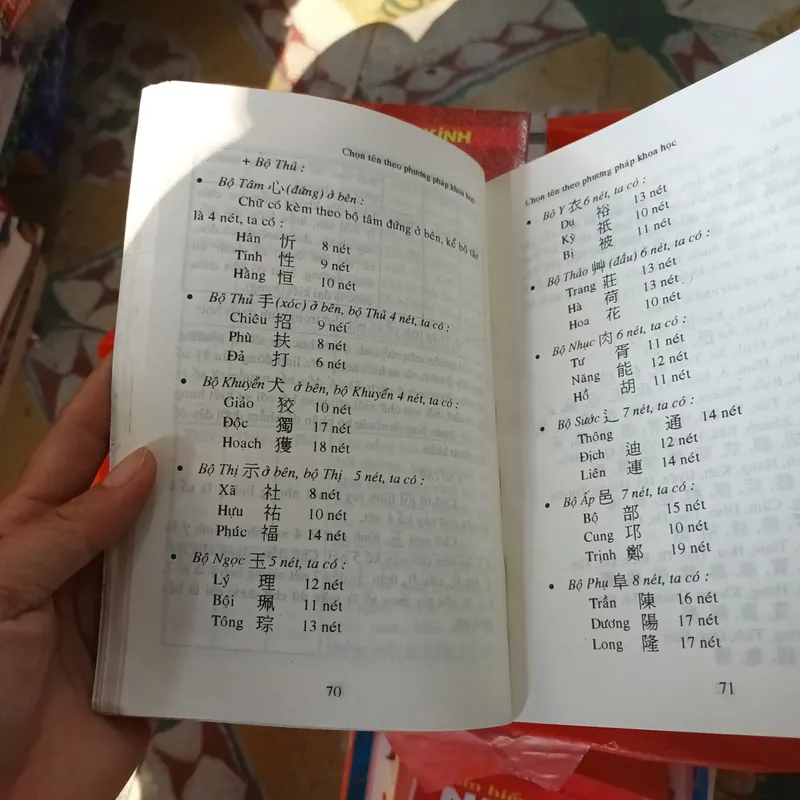 Chọn tên theo phương pháp khoa học
+ Bộ Thủ :
• Bộ Tâm 心 (đứng) ở bên :
Chữ có kèm theo bộ tâm đứng ở bên, kể bộ tâm
là 4 nét, ta có :
Hân 忻 8 nét
Tính 性 9 nét
Hằng 恒 10 nét
• Bộ Thủ 手 (xóc) ở bên, bộ Thủ 4 nét, ta có :
Chiêu 招 9 nét
Phù 扶 8 nét
Đả 打 6 nét
• Bộ Khuyển 犬 ở bên, bộ Khuyển 4 nét, ta có :
Giảo 狡 10 nét
Độc 獨 17 nét
Hoạch 獲 18 nét
• Bộ Thị 示 ở bên, bộ Thị 5 nét, ta có :
Xã 社 8 nét
Hựu 祐 10 nét
Phúc 福 14 nét
• Bộ Ngọc 玉 5 nét, ta có :
Lý 理 12 nét
Bội 珮 11 nét
Tông 琮 13 nét
70
Chọn tên theo phương pháp khoa học
• Bộ Y 衣 6 nét, ta có :
Dụ 裕 13 nét
Kỳ 祇 10 nét
Bị 被 11 nét
• Bộ Thảo 艸 (đầu) 6 nét, ta có :
Trang 莊 13 nét
Hà 荷 13 nét
Hoa 花 10 nét
• Bộ Nhục 肉 6 nét, ta có :
Tư 胥 11 nét
Năng 能 12 nét
Hồ 胡 11 nét
• Bộ Sước 辶 7 nét, ta có :
Thông 通 14 nét
Địch 迪 12 nét
Liên 連 14 nét
• Bộ Ấp 邑 7 nét, ta có :
Bộ 部 15 nét
Cung 邛 10 nét
Trịnh 鄭 19 nét
• Bộ Phụ 阜 8 nét, ta có :
Trần 陳 16 nét
Dương 陽 17 nét
Long 隆 17 nét
71
KÍNH